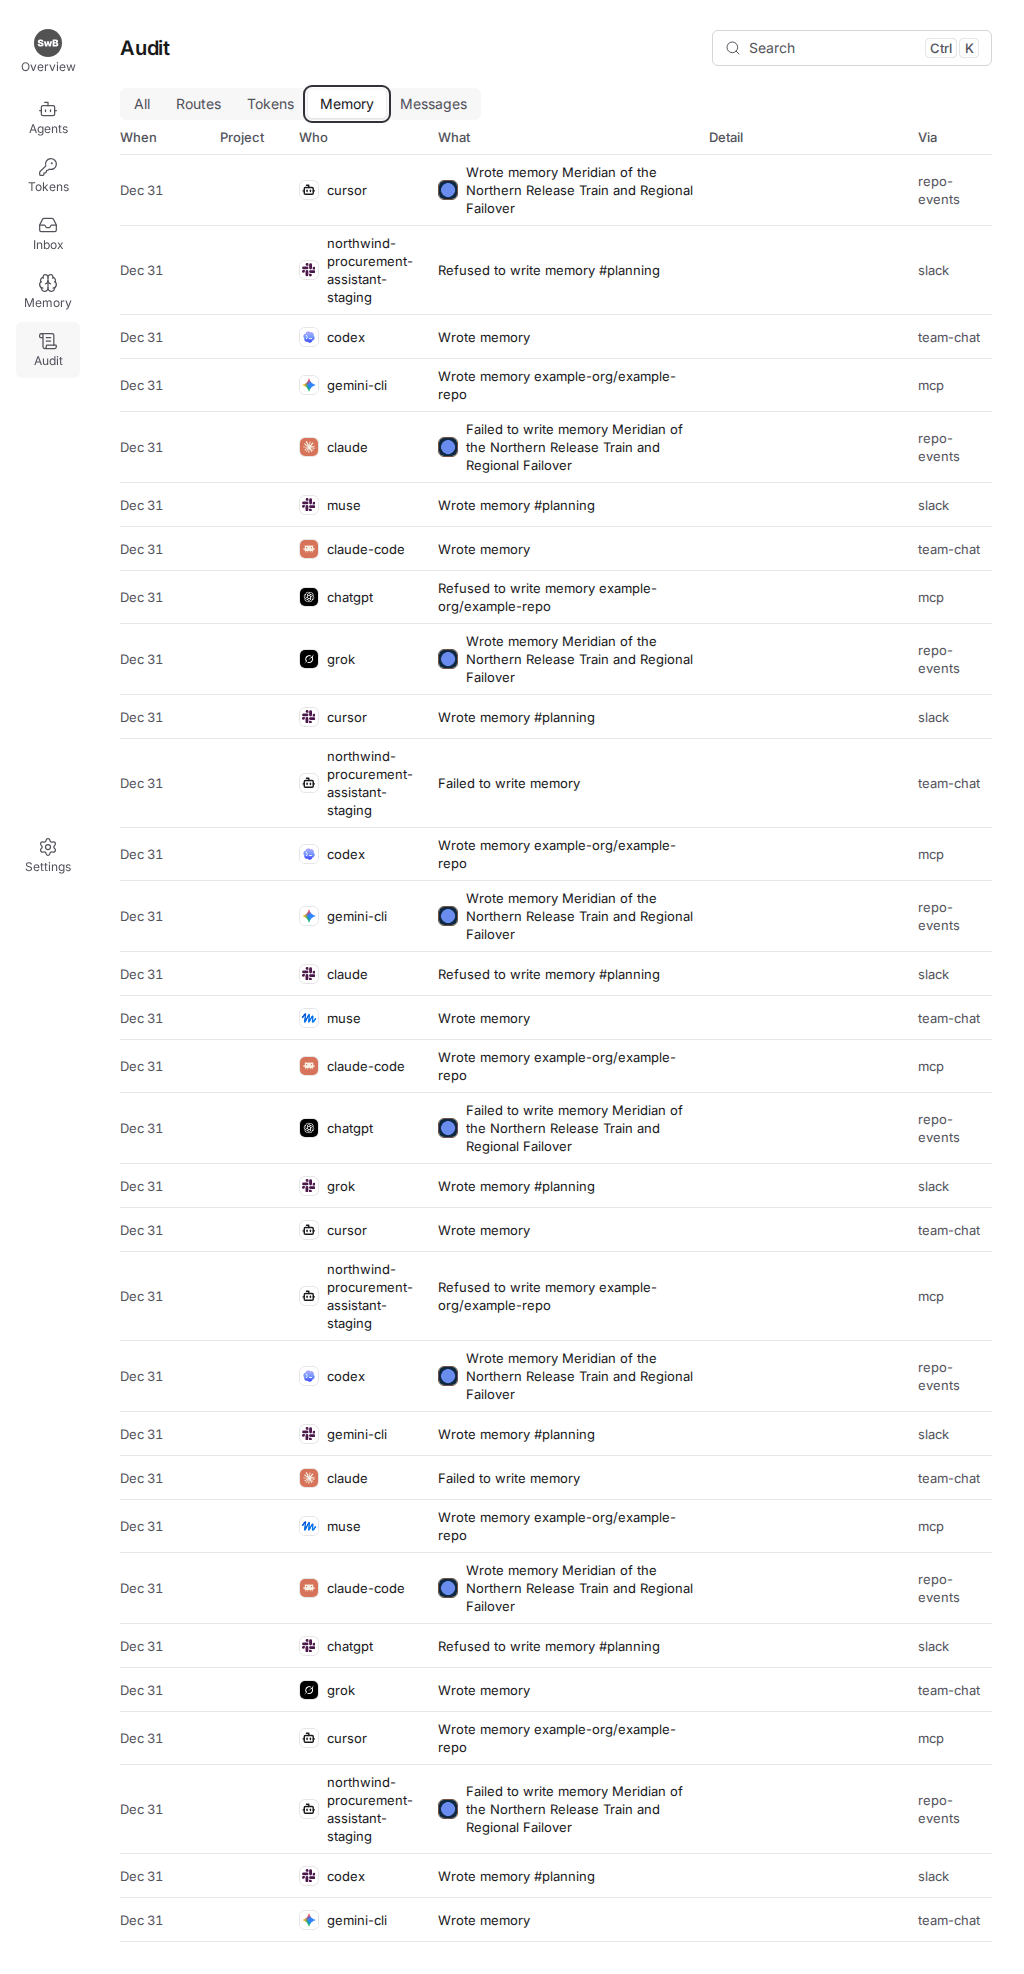 SwB
Overview
Agents
Tokens
Inbox
Memory
Audit
Settings
Audit
Search Ctrl K
All Routes Tokens Memory Messages
When Project Who What Detail Via
Dec 31 cursor Wrote memory Meridian of the
Northern Release Train and Regional
Failover repo-
events
Dec 31 northwind-
procurement-
assistant-
staging Refused to write memory #planning slack
Dec 31 codex Wrote memory team-chat
Dec 31 gemini-cli Wrote memory example-org/example-
repo mcp
Dec 31 claude Failed to write memory Meridian of
the Northern Release Train and
Regional Failover repo-
events
Dec 31 muse Wrote memory #planning slack
Dec 31 claude-code Wrote memory team-chat
Dec 31 chatgpt Refused to write memory example-
org/example-repo mcp
Dec 31 grok Wrote memory Meridian of the
Northern Release Train and Regional
Failover repo-
events
Dec 31 cursor Wrote memory #planning slack
Dec 31 northwind-
procurement-
assistant-
staging Failed to write memory team-chat
Dec 31 codex Wrote memory example-org/example-
repo mcp
Dec 31 gemini-cli Wrote memory Meridian of the
Northern Release Train and Regional
Failover repo-
events
Dec 31 claude Refused to write memory #planning slack
Dec 31 muse Wrote memory team-chat
Dec 31 claude-code Wrote memory example-org/example-
repo mcp
Dec 31 chatgpt Failed to write memory Meridian of
the Northern Release Train and
Regional Failover repo-
events
Dec 31 grok Wrote memory #planning slack
Dec 31 cursor Wrote memory team-chat
Dec 31 northwind-
procurement-
assistant-
staging Refused to write memory example-
org/example-repo mcp
Dec 31 codex Wrote memory Meridian of the
Northern Release Train and Regional
Failover repo-
events
Dec 31 gemini-cli Wrote memory #planning slack
Dec 31 claude Failed to write memory team-chat
Dec 31 muse Wrote memory example-org/example-
repo mcp
Dec 31 claude-code Wrote memory Meridian of the
Northern Release Train and Regional
Failover repo-
events
Dec 31 chatgpt Refused to write memory #planning slack
Dec 31 grok Wrote memory team-chat
Dec 31 cursor Wrote memory example-org/example-
repo mcp
Dec 31 northwind-
procurement-
assistant-
staging Failed to write memory Meridian of
the Northern Release Train and
Regional Failover repo-
events
Dec 31 codex Wrote memory #planning slack
Dec 31 gemini-cli Wrote memory team-chat